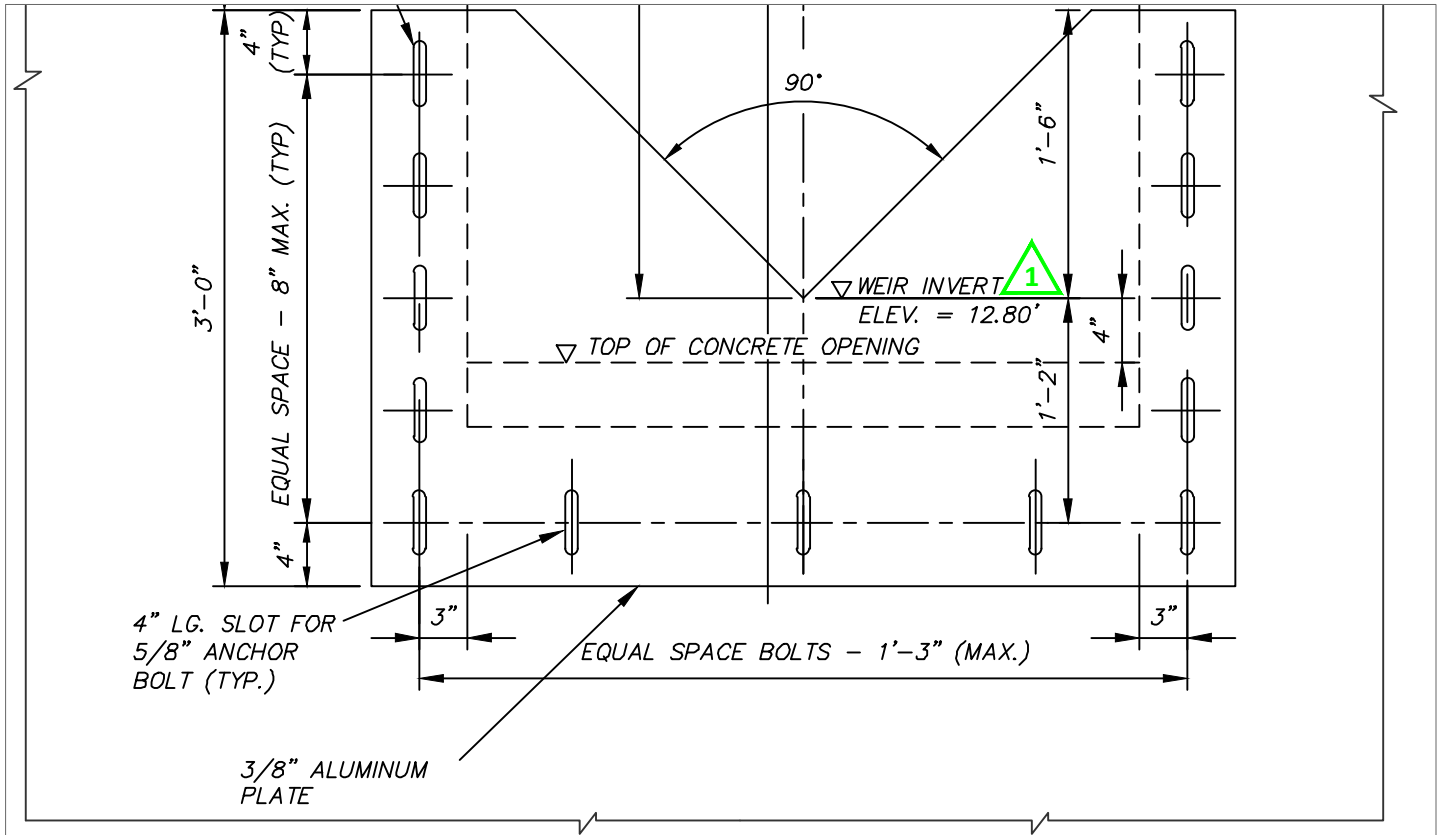 4"
(TYP)
90°
1'-6"
EQUAL SPACE - 8" MAX. (TYP)
3'-0"
WEIR INVERT
1
ELEV. = 12.80'
4"
TOP OF CONCRETE OPENING
1'-2"
4"
4" LG. SLOT FOR
5/8" ANCHOR
BOLT (TYP.)
3"
3"
EQUAL SPACE BOLTS - 1'-3" (MAX.)
3/8" ALUMINUM
PLATE